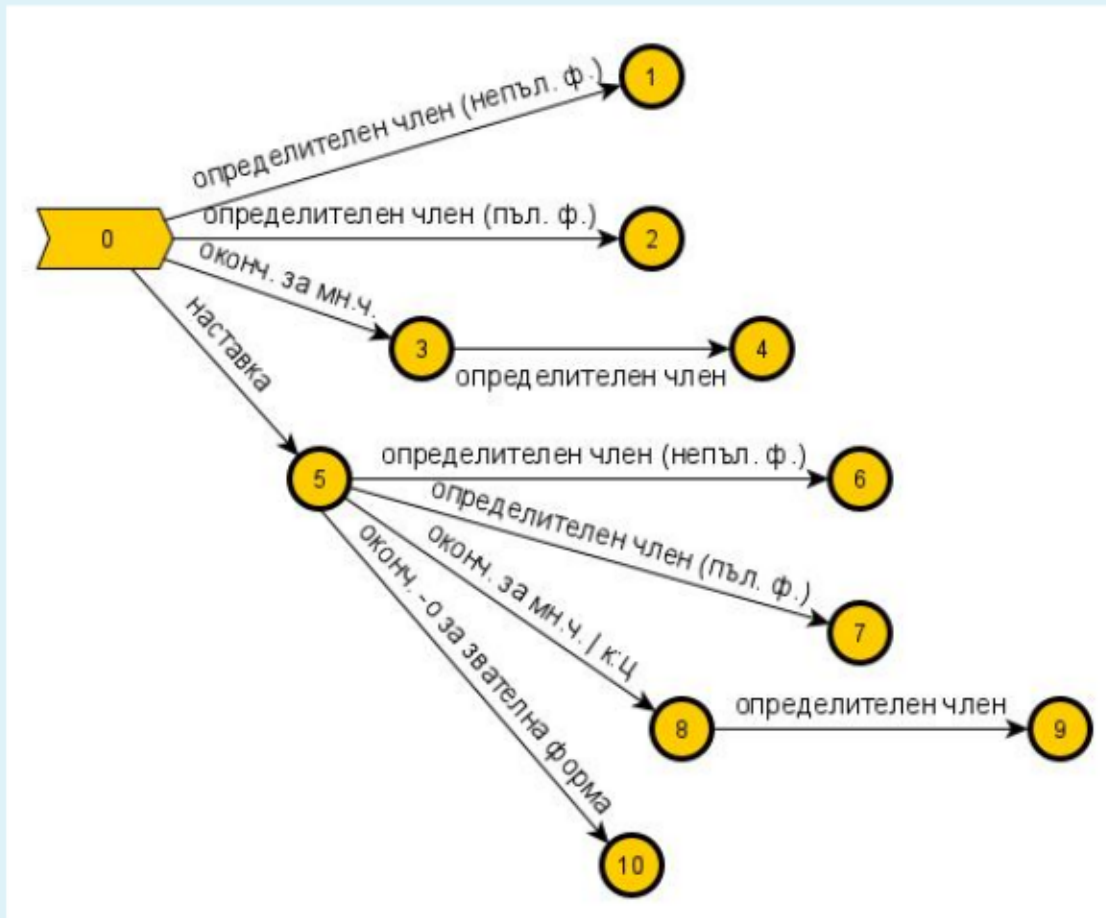 1
определителен член (непъл. ф.)
0
определителен член (пъл. ф.)
2
оконч. за мн.ч.
3
4
определителен член
наставка
5
определителен член (непъл. ф.)
6
определителен член (пъл. ф.)
7
оконч. за мн.ч. | к:ц
8
определителен член
9
оконч. -о за звателна форма
10